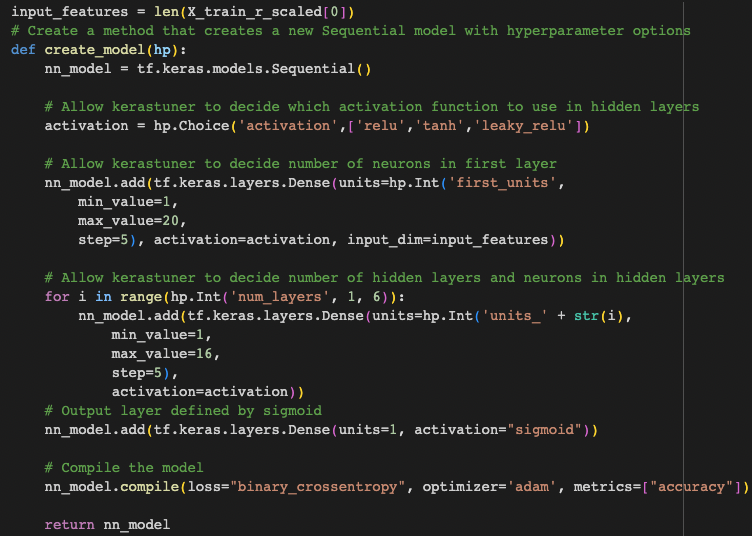 input_features = len(X_train_r_scaled[0])
# Create a method that creates a new Sequential model with hyperparameter options
def create_model(hp):
    nn_model = tf.keras.models.Sequential()

    # Allow kerastuner to decide which activation function to use in hidden layers
    activation = hp.Choice('activation',['relu','tanh','leaky_relu'])

    # Allow kerastuner to decide number of neurons in first layer
    nn_model.add(tf.keras.layers.Dense(units=hp.Int('first_units',
        min_value=1,
        max_value=20,
        step=5), activation=activation, input_dim=input_features))

    # Allow kerastuner to decide number of hidden layers and neurons in hidden layers
    for i in range(hp.Int('num_layers', 1, 6)):
        nn_model.add(tf.keras.layers.Dense(units=hp.Int('units_' + str(i),
            min_value=1,
            max_value=16,
            step=5),
            activation=activation))
    # Output layer defined by sigmoid
    nn_model.add(tf.keras.layers.Dense(units=1, activation="sigmoid"))

    # Compile the model
    nn_model.compile(loss="binary_crossentropy", optimizer='adam', metrics=["accuracy"])

    return nn_model